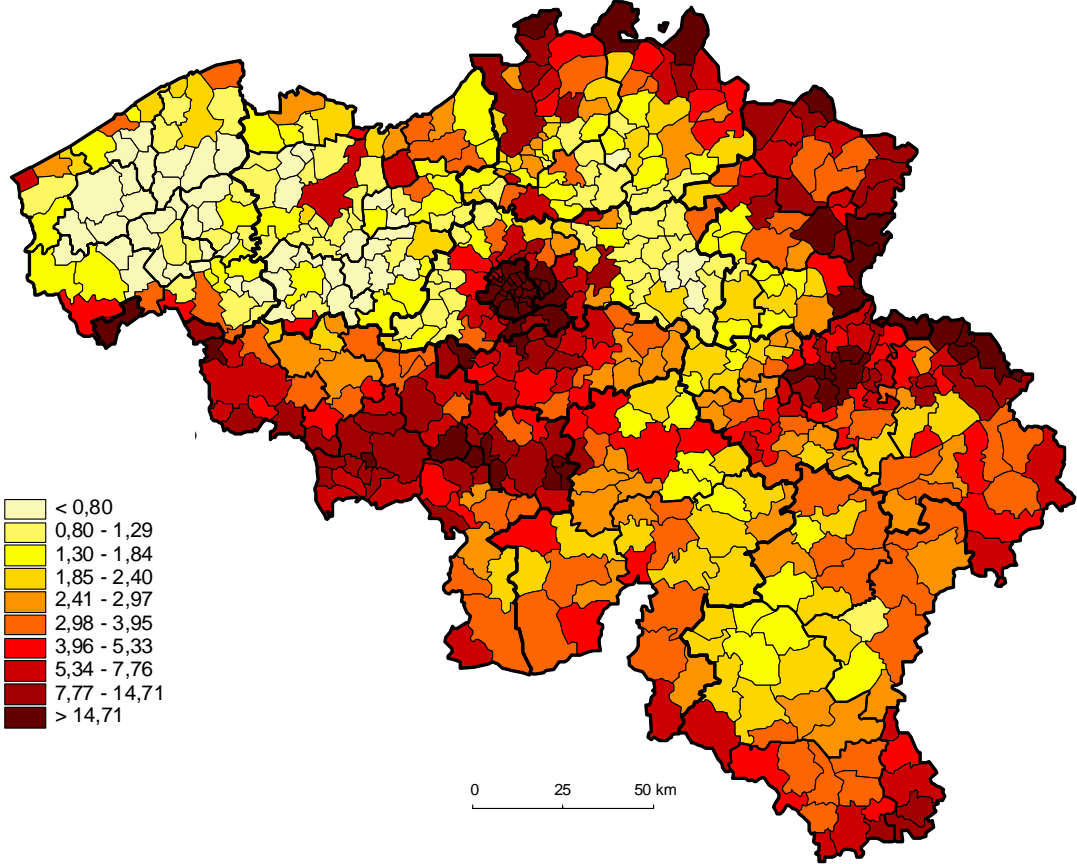 < 0,80
0,80 - 1,29
1,30 - 1,84
1,85 - 2,40
2,41 - 2,97
2,98 - 3,95
3,96 - 5,33
5,34 - 7,76
7,77 - 14,71
> 14,71
0 25 50 km